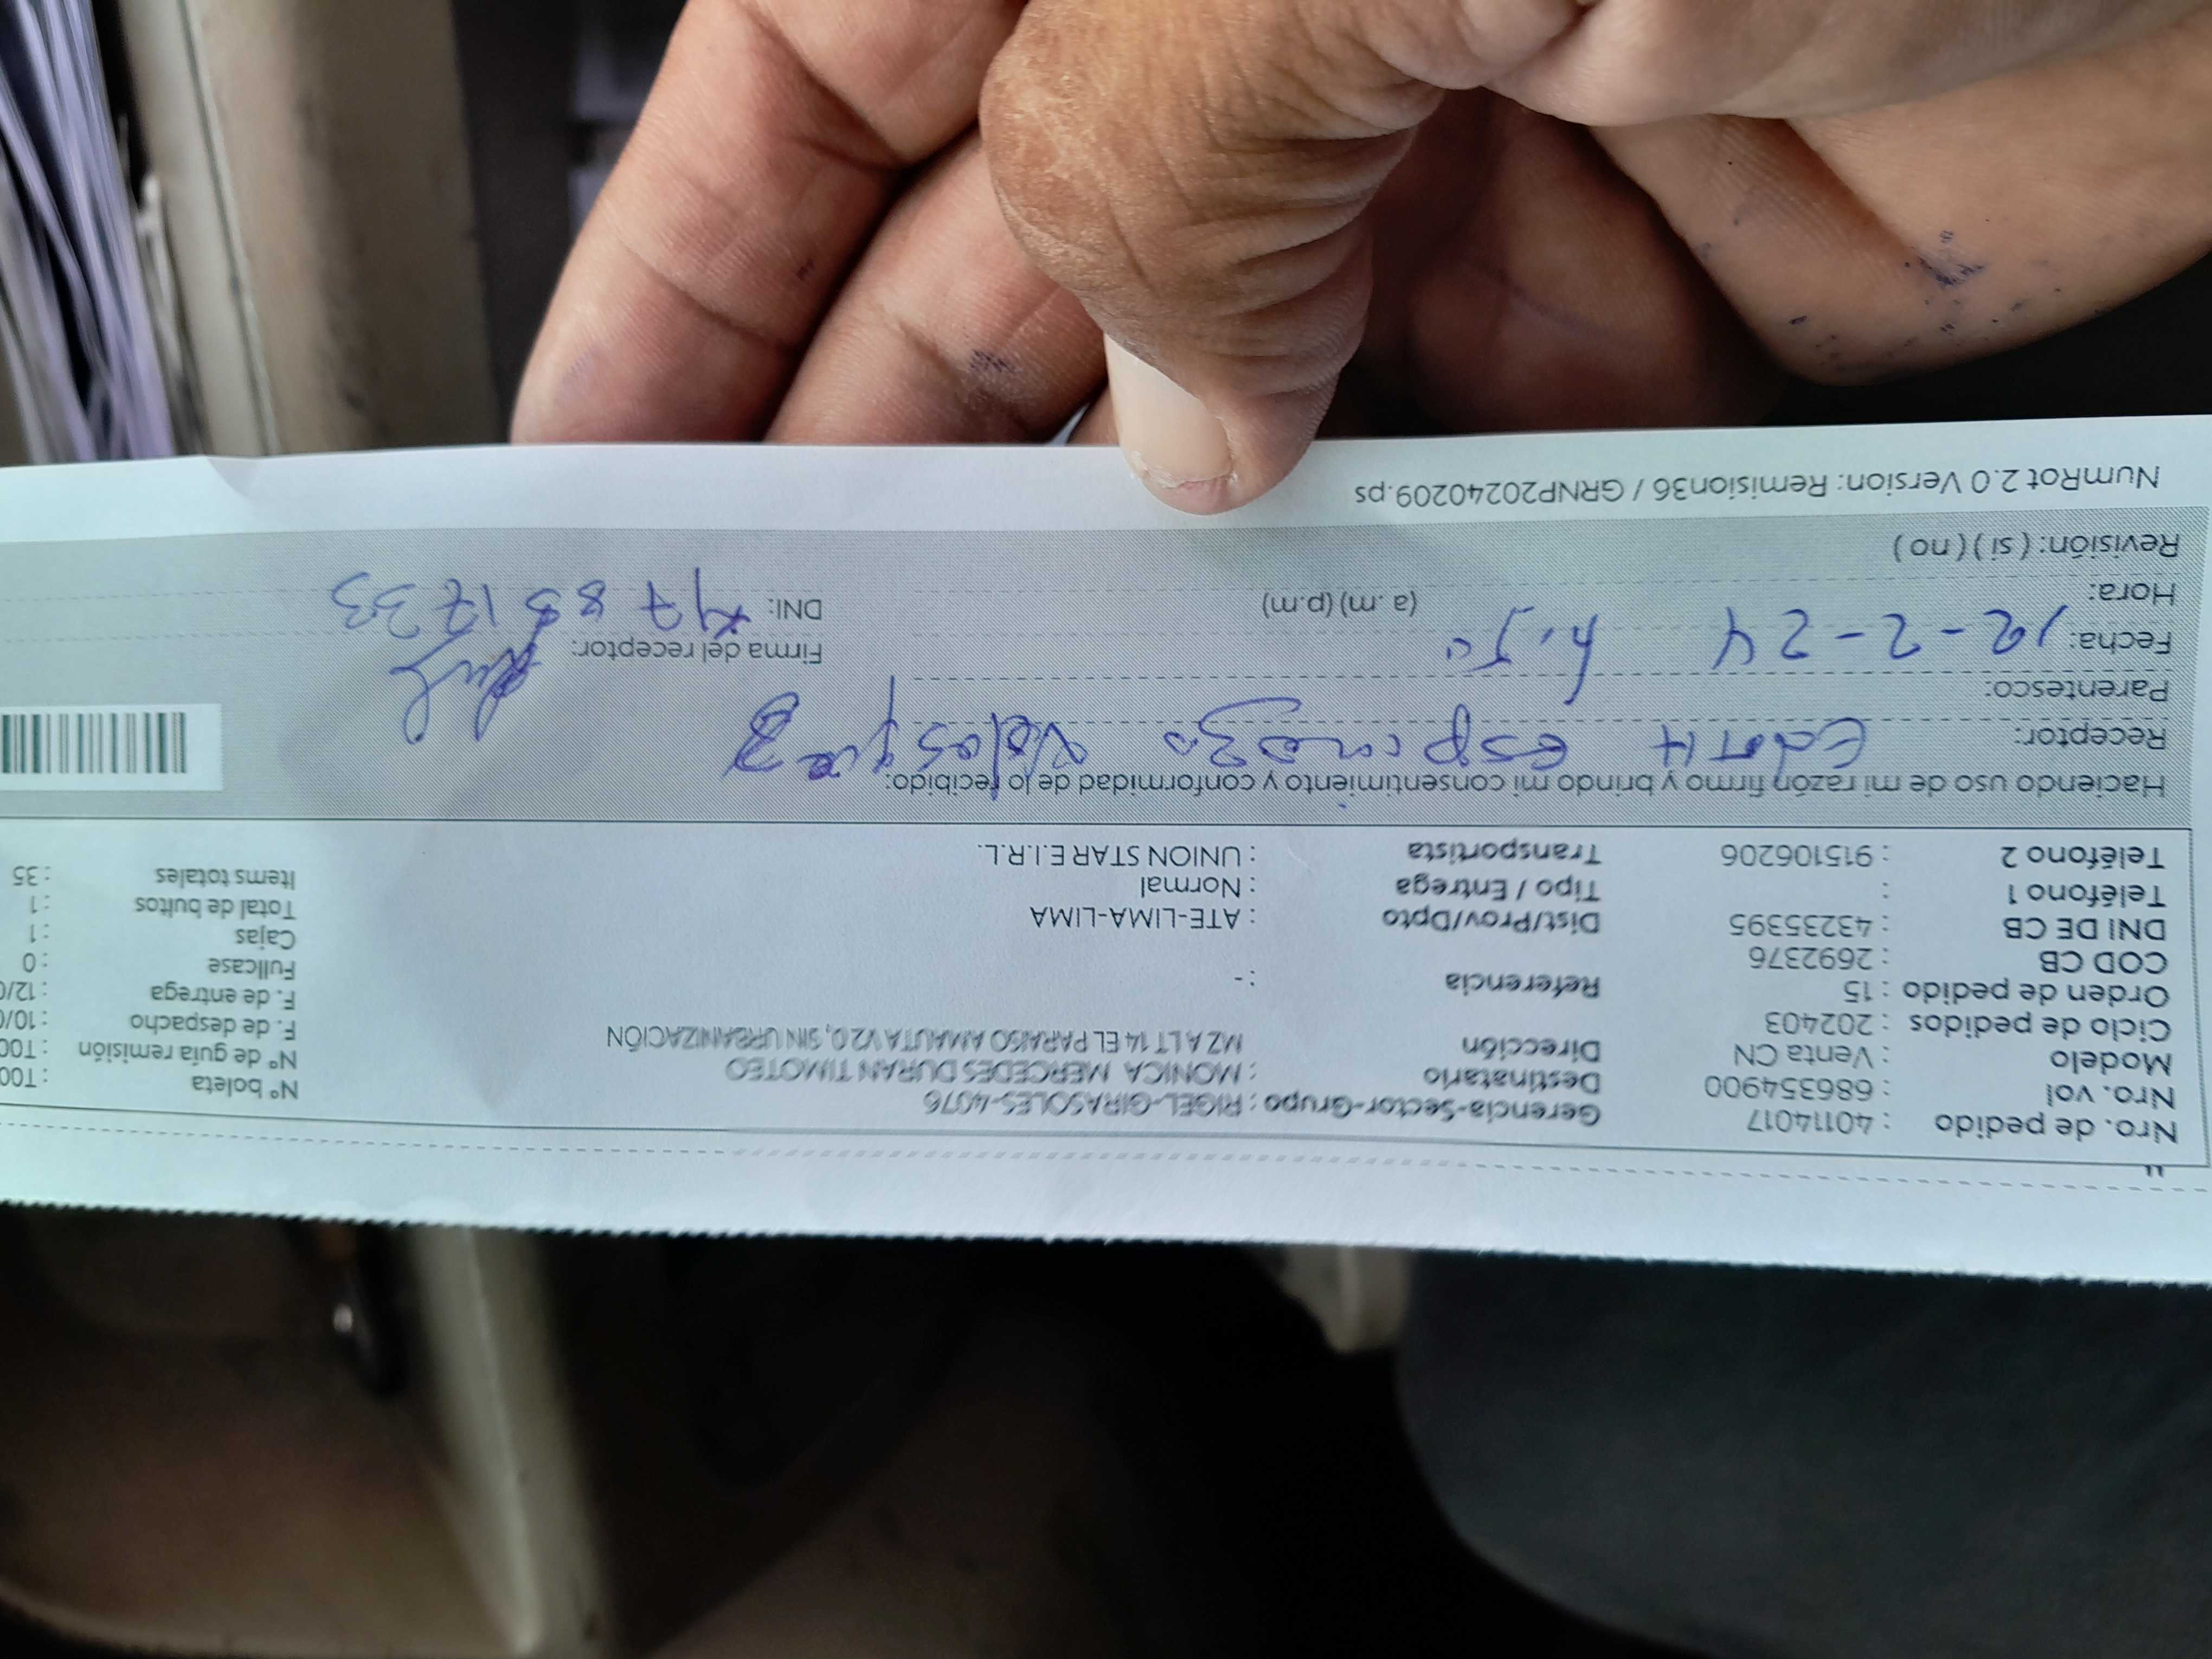 Nro. de pedido : 40114017 Gerencia-Sector-Grupo : RIGEL-GIRASOLES-4076
Nro. vol : 686354900 Destinatario : MONICA MERCEDES DURAN TIMOTEO Nº boleta : T00
Modelo : Venta CN Dirección MZ A LT 14 EL PARAISO AMAUTA V2 0, SIN URBANIZACIÓN Nº de guía remisión : T00
Ciclo de pedidos : 202403 F. de despacho : 10/0
Orden de pedido : 15 Referencia : - F. de entrega : 12/0
COD CB : 2692376 Fullcase : 0
DNI DE CB : 43235395 Dist/Prov/Dpto : ATE-LIMA-LIMA Cajas : 1
Teléfono 1 : Tipo / Entrega : Normal Total de bultos : 1
Teléfono 2 : 915106206 Transportista : UNION STAR E.I.R.L. Items totales : 35
Haciendo uso de mi razón firmo y brindo mi consentimiento y conformidad de lo recibido:
Receptor: EdITH espinoza
Parentesco:
Fecha: 12-2-24 Firma del receptor:
Hora: (a.m) (p.m) DNI:
Revisión: ( si ) ( no )
NumRot 2.0 Version: Remision36 / GRNP20240209.ps